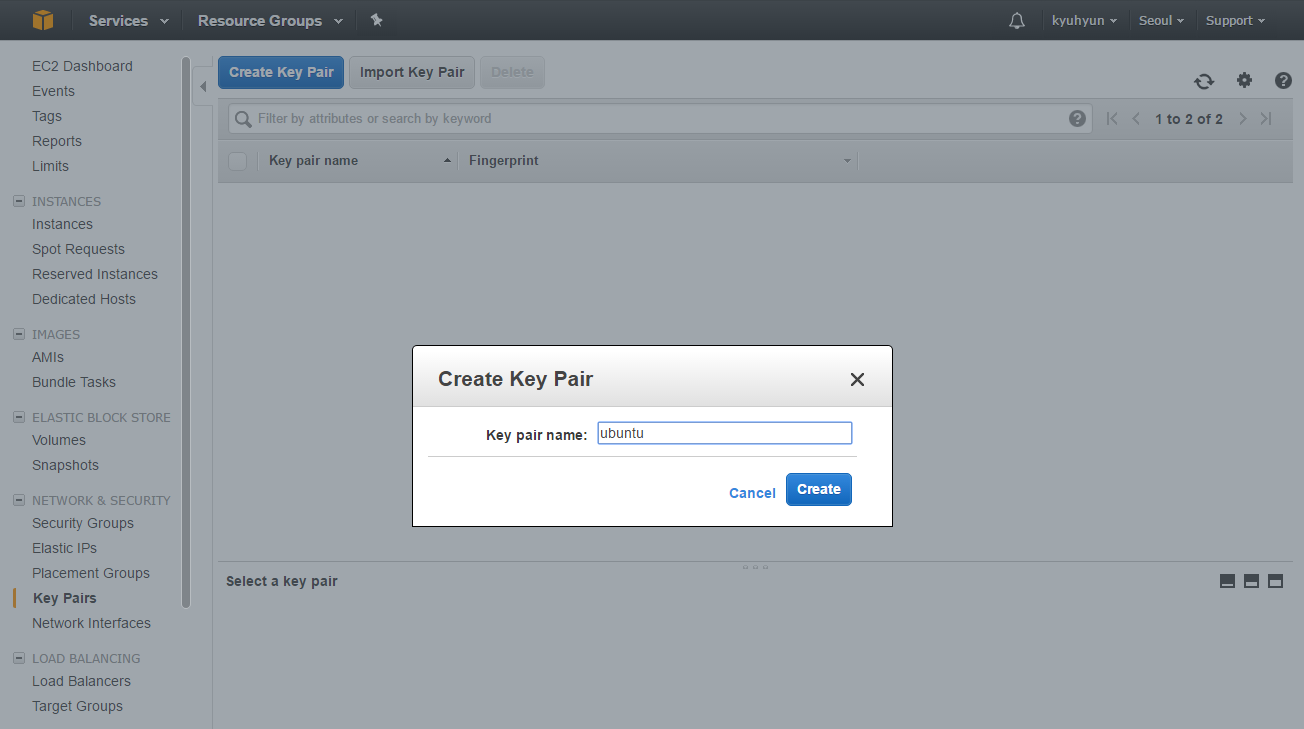 Services Resource Groups kyuhyun Seoul Support
EC2 Dashboard
Events
Tags
Reports
Limits
INSTANCES
Instances
Spot Requests
Reserved Instances
Dedicated Hosts
IMAGES
AMIs
Bundle Tasks
ELASTIC BLOCK STORE
Volumes
Snapshots
NETWORK & SECURITY
Security Groups
Elastic IPs
Placement Groups
Key Pairs
Network Interfaces
LOAD BALANCING
Load Balancers
Target Groups
Create Key Pair Import Key Pair Delete
Filter by attributes or search by keyword 1 to 2 of 2
Key pair name Fingerprint
Create Key Pair
Key pair name: ubuntu
Cancel Create
Select a key pair